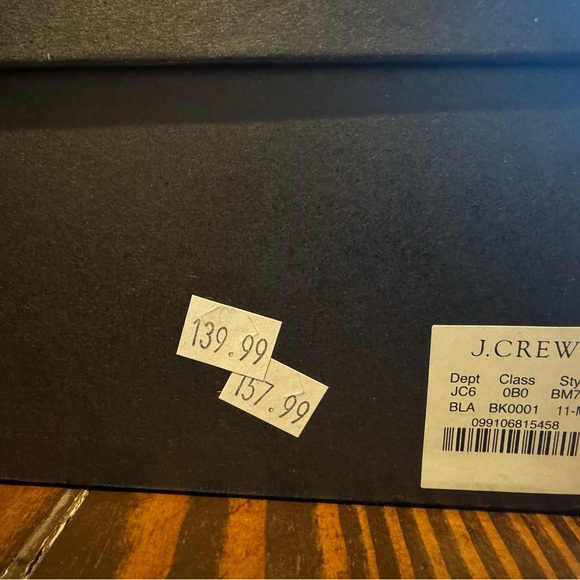 139.99
157.99
J.CREW
Dept Class Sty
JC6 0B0 BM7
BLA BK0001 11-M
099106815458